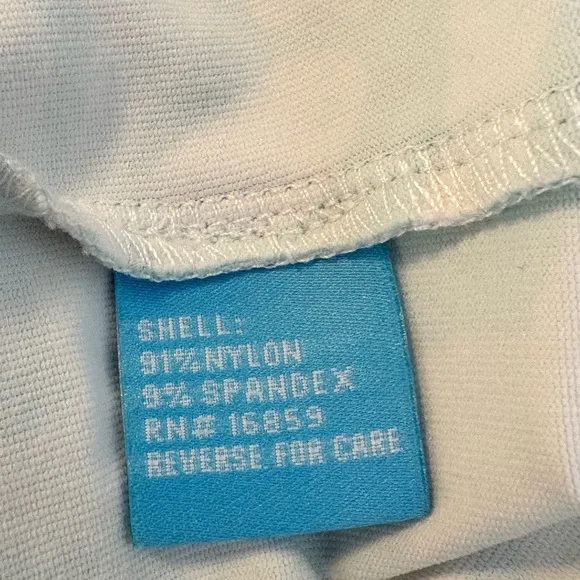 SHELL:
91% NYLON
9% SPANDEX
RN# 16859
REVERSE FOR CARE